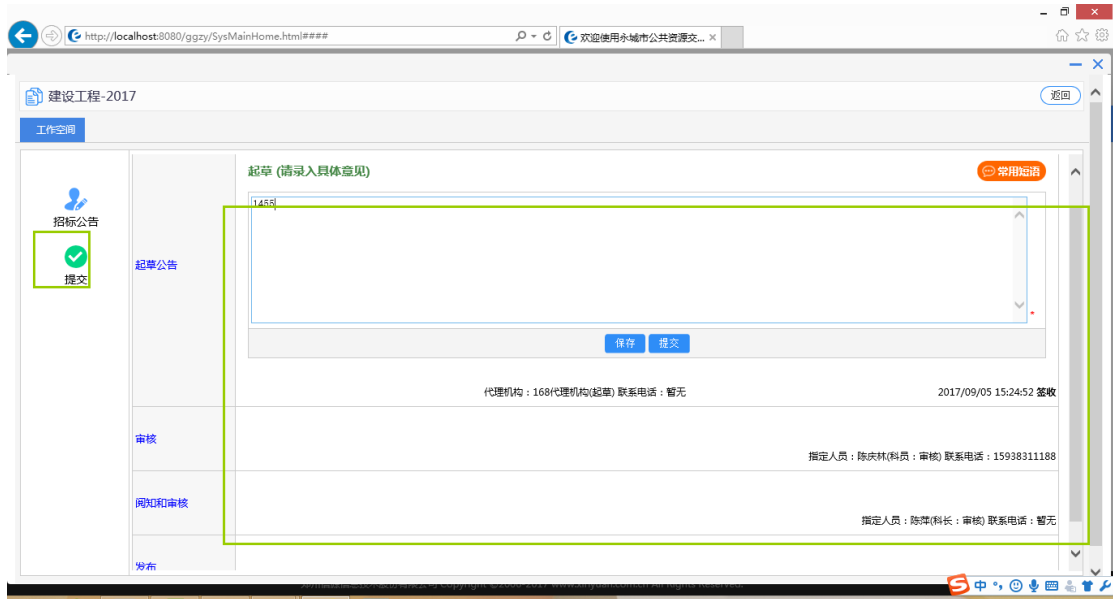 http://localhost:8080/ggzy/SysMainHome.html####
欢迎使用永城市公共资源交... ×
建设工程-2017
返回
工作空间
起草 (请录入具体意见)
常用短语
招标公告
提交
起草公告
1455
*
保存
提交
代理机构：168代理机构(起草) 联系电话：暂无
2017/09/05 15:24:52 签收
审核
指定人员：陈庆林(科员：审核) 联系电话：15938311188
阅知和审核
指定人员：陈萍(科长：审核) 联系电话：暂无
发布
中